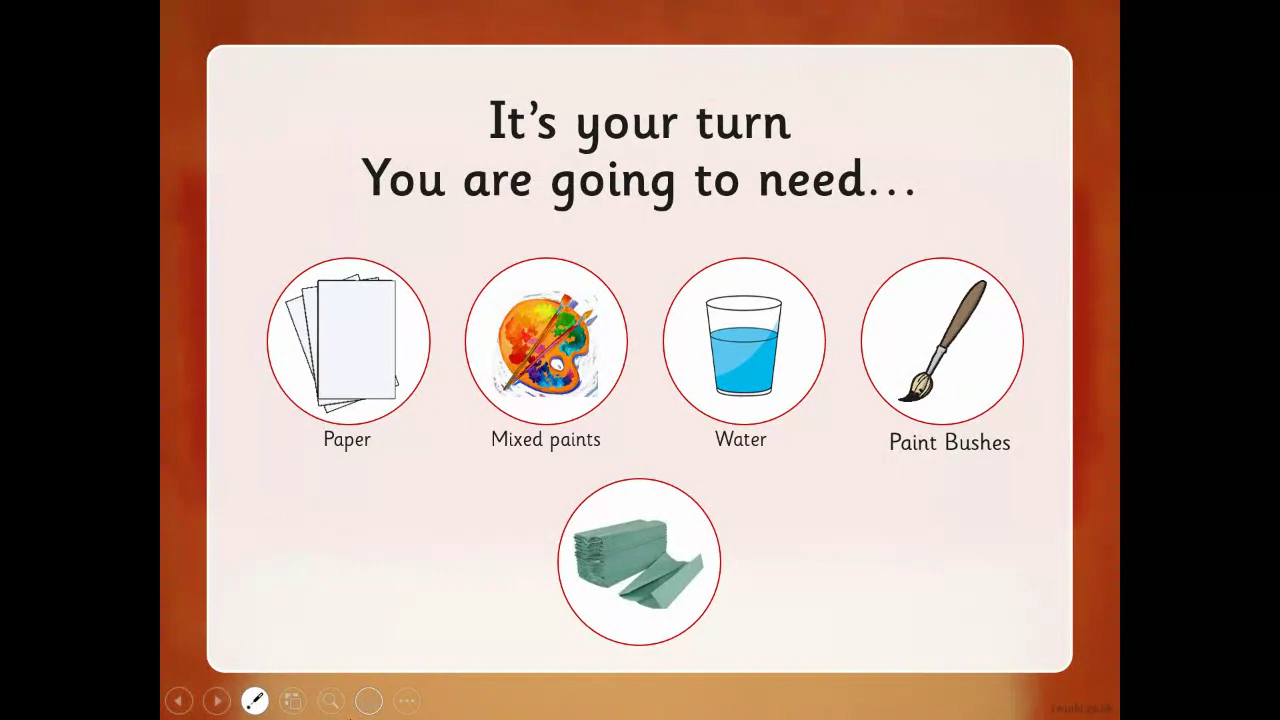 It's your turn
You are going to need...
Paper
Mixed paints
Water
Paint Bushes